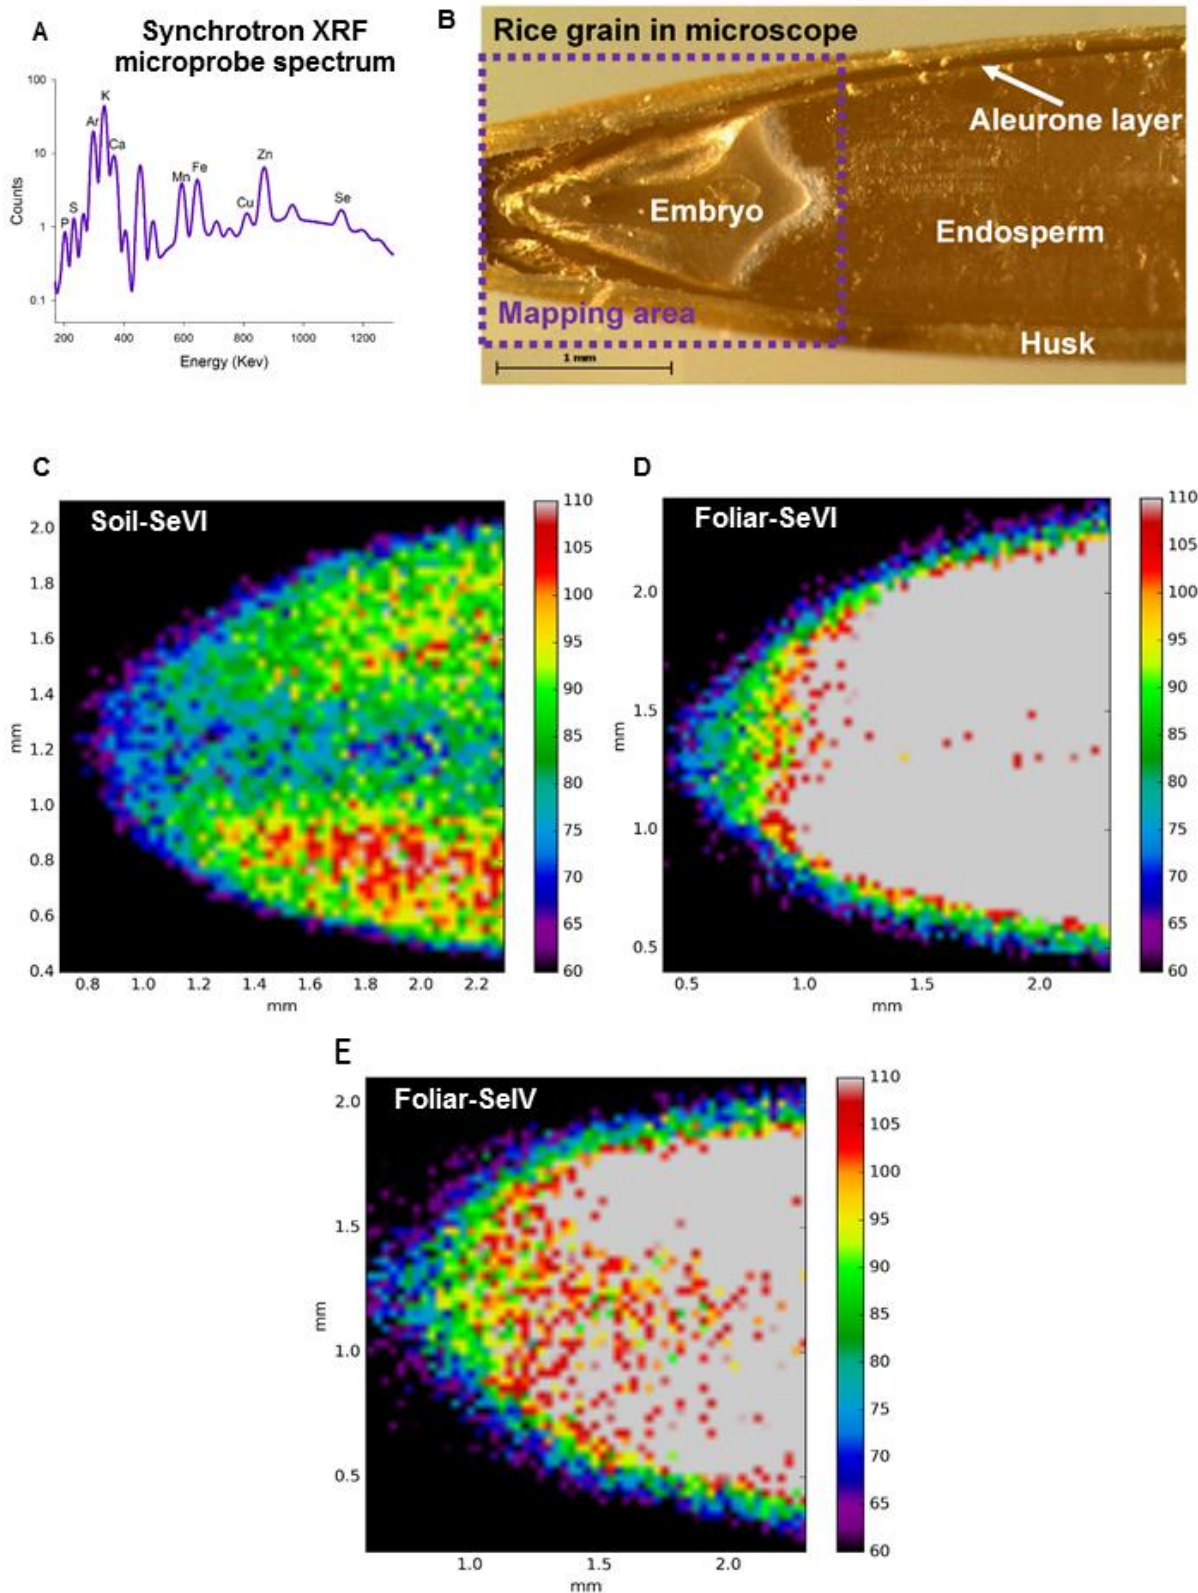 A
Synchrotron XRF
microprobe spectrum
100
10
1
0.1
Counts
P
S
Ar
K
Ca
Mn
Fe
Cu
Zn
Se
200 400 600 800 1000 1200
Energy (Kev)
B
Rice grain in microscope
Aleurone layer
Embryo
Endosperm
Mapping area
Husk
1 mm
C
Soil-SeVI
2.0
1.8
1.6
1.4
1.2
1.0
0.8
0.6
0.4
mm
0.8 1.0 1.2 1.4 1.6 1.8 2.0 2.2
mm
110
105
100
95
90
85
80
75
70
65
60
D
Foliar-SeVI
2.0
1.5
1.0
0.5
mm
0.5 1.0 1.5 2.0
mm
110
105
100
95
90
85
80
75
70
65
60
E
Foliar-SeIV
2.0
1.5
1.0
0.5
mm
1.0 1.5 2.0
mm
110
105
100
95
90
85
80
75
70
65
60